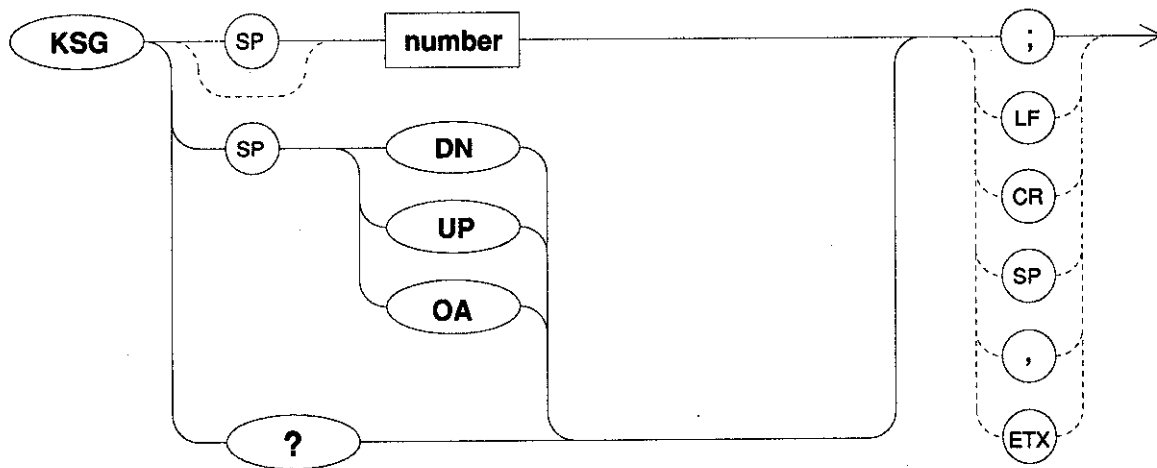 KSG SP number ;
LF
SP DN
CR
UP
SP
OA
,
? ETX